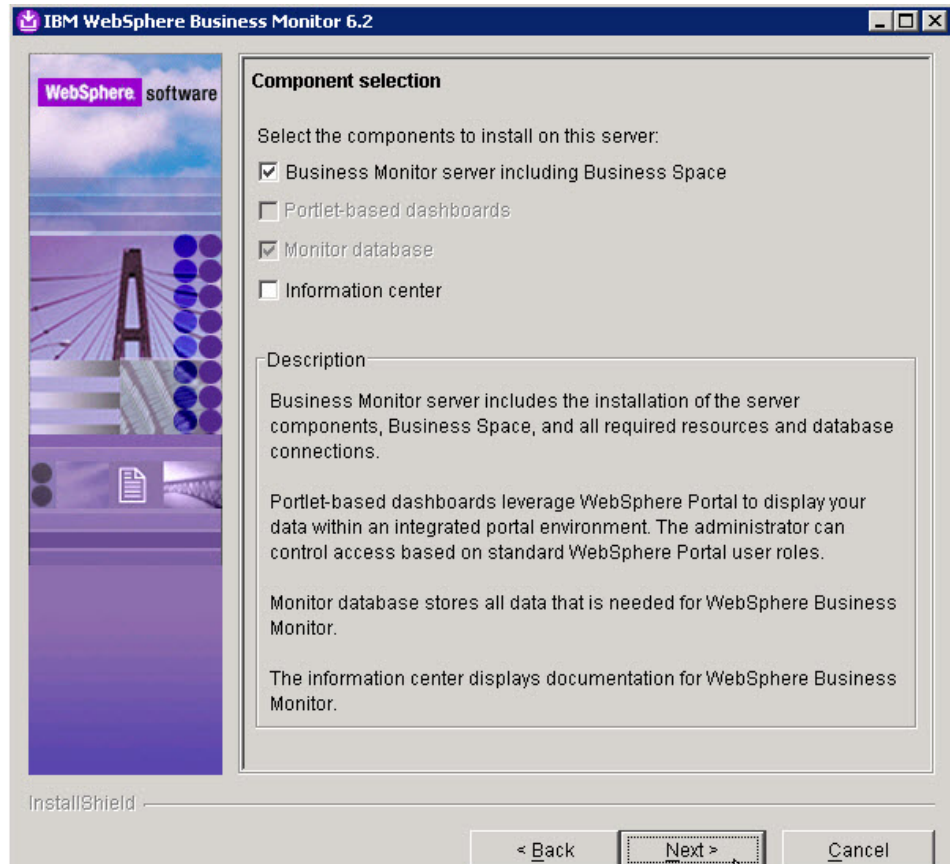 IBM WebSphere Business Monitor 6.2
WebSphere software
Component selection
Select the components to install on this server:
Business Monitor server including Business Space
Portlet-based dashboards
Monitor database
Information center
Description
Business Monitor server includes the installation of the server
components, Business Space, and all required resources and database
connections.
Portlet-based dashboards leverage WebSphere Portal to display your
data within an integrated portal environment. The administrator can
control access based on standard WebSphere Portal user roles.
Monitor database stores all data that is needed for WebSphere Business
Monitor.
The information center displays documentation for WebSphere Business
Monitor.
InstallShield
< Back Next > Cancel